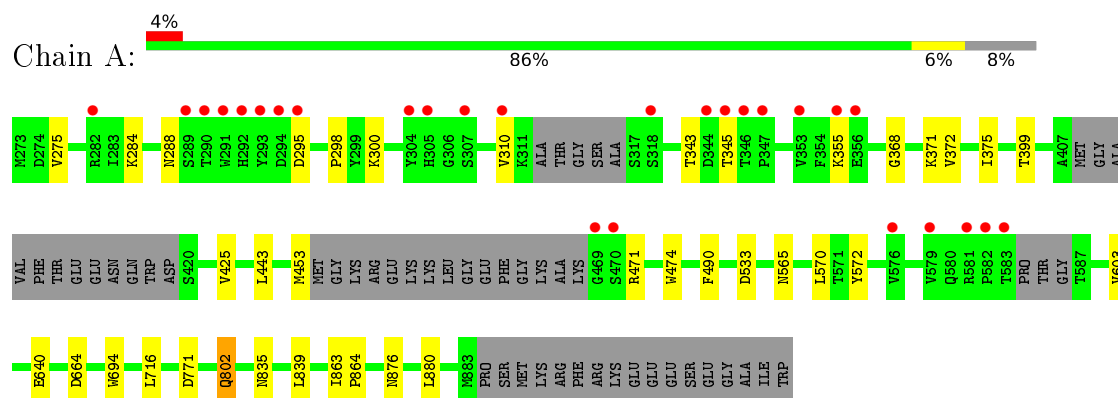 4%
Chain A:
86% 6% 8%
M273 D274 V275 R282 I283 K284 N288 S289 T290 W291 H292 Y293 D294 D295 P298 Y299 K300 Y304 H305 G306 S307 V310 K311 ALA THR GLY SER ALA S317 S318 T343 D344 T345 T346 P347 V353 F354 K355 E356 G368 K371 V372 I375 T399 A407 MET GLY ALA
VAL PHE THR GLU GLU ASN GLN TRP ASP S420 V425 L443 M453 MET GLY LYS ARG GLU LYS LYS LEU GLY GLU PHE GLY LYS ALA LYS G469 S470 R471 W474 F490 D533 N565 L570 T571 Y572 V576 V579 Q580 R581 P582 T583 PRO THR GLY T587 V603
E640 D664 W694 L716 D771 Q802 N835 L839 I863 P864 N876 L880 M883 PRO SER MET LYS ARG PHE ARG LYS GLU GLU GLU SER GLU GLY ALA ILE TRP